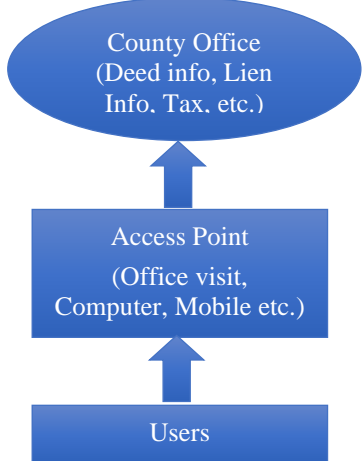 County Office
(Deed info, Lien
Info, Tax, etc.)
Access Point
(Office visit,
Computer, Mobile etc.)
Users